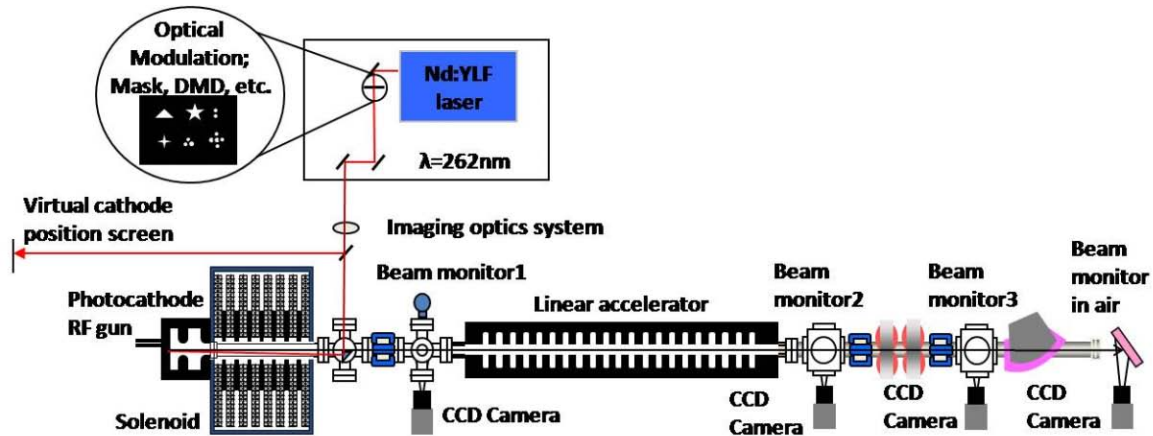 Optical
Modulation;
Mask, DMD, etc.
Nd:YLF
laser
λ=262nm
Virtual cathode
position screen
Imaging optics system
Photocathode
RF gun
Beam monitor1
Linear accelerator
Beam
monitor2
Beam
monitor3
Beam
monitor
in air
Solenoid
CCD Camera
CCD
Camera
CCD
Camera
CCD
Camera